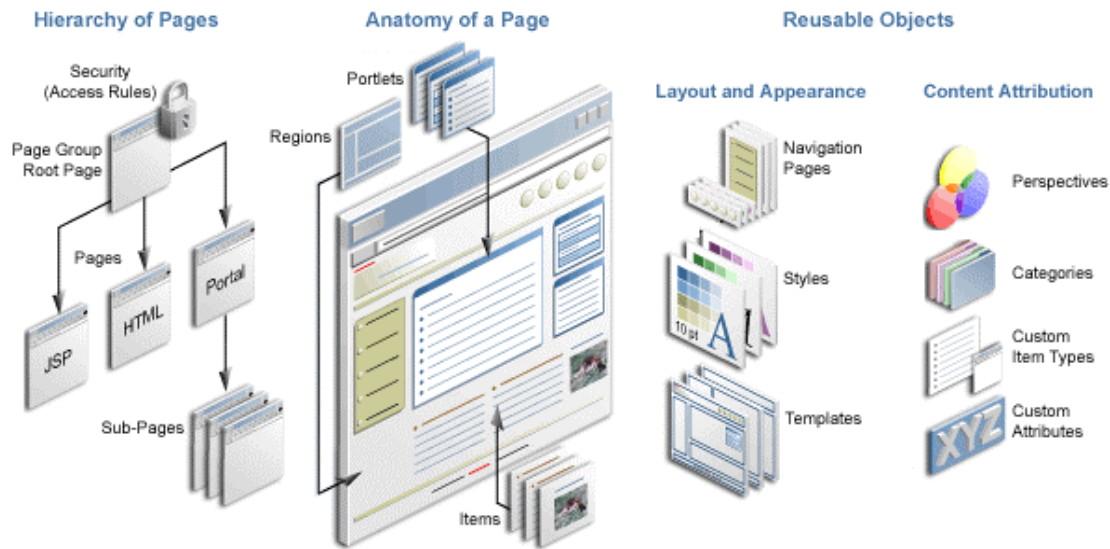 Hierarchy of Pages
Security
(Access Rules)
Page Group
Root Page
Pages
JSP
HTML
Portal
Sub-Pages
Anatomy of a Page
Portlets
Regions
Items
Reusable Objects
Layout and Appearance
Navigation
Pages
10 pt
A
Styles
Templates
Content Attribution
Perspectives
Categories
Custom
Item Types
XYZ
Custom
Attributes